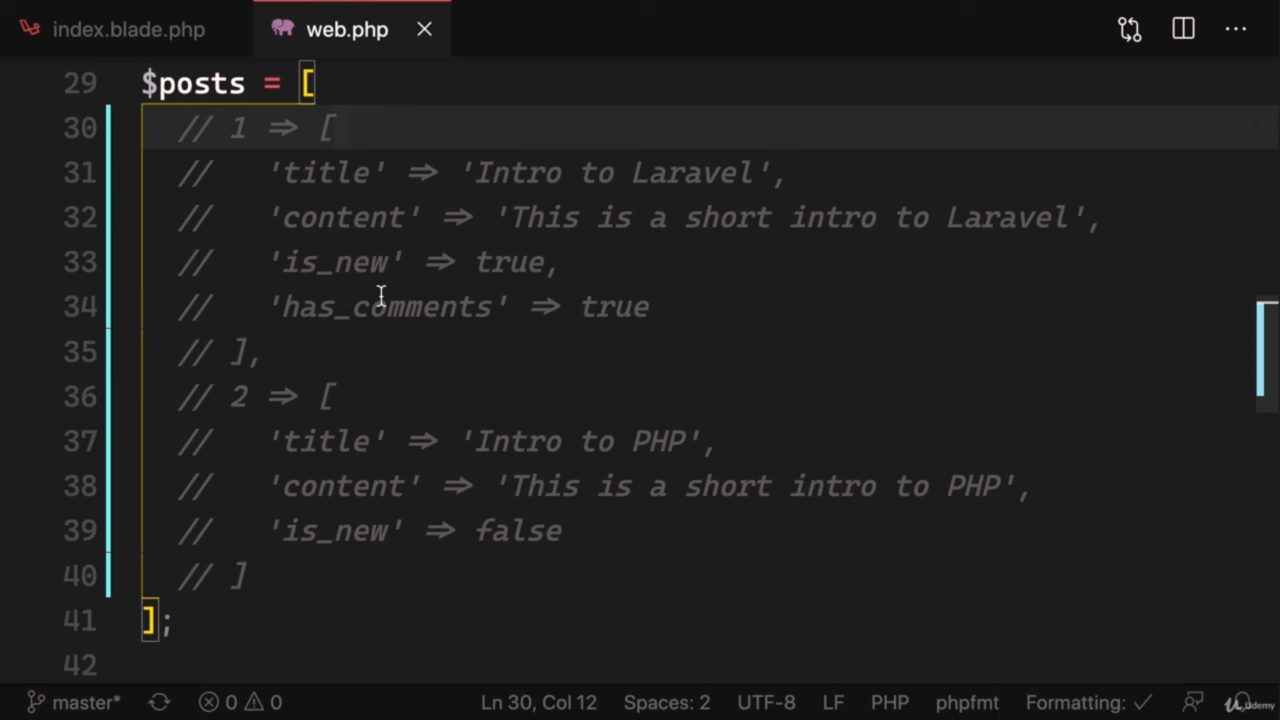 index.blade.php web.php
29 $posts = [
30 // 1 => [
31 // 'title' => 'Intro to Laravel',
32 // 'content' => 'This is a short intro to Laravel',
33 // 'is_new' => true,
34 // 'has_comments' => true
35 // ],
36 // 2 => [
37 // 'title' => 'Intro to PHP',
38 // 'content' => 'This is a short intro to PHP',
39 // 'is_new' => false
40 // ]
41 ];
42
master* 0 0 Ln 30, Col 12 Spaces: 2 UTF-8 LF PHP phpfmt Formatting: ✓ Udemy